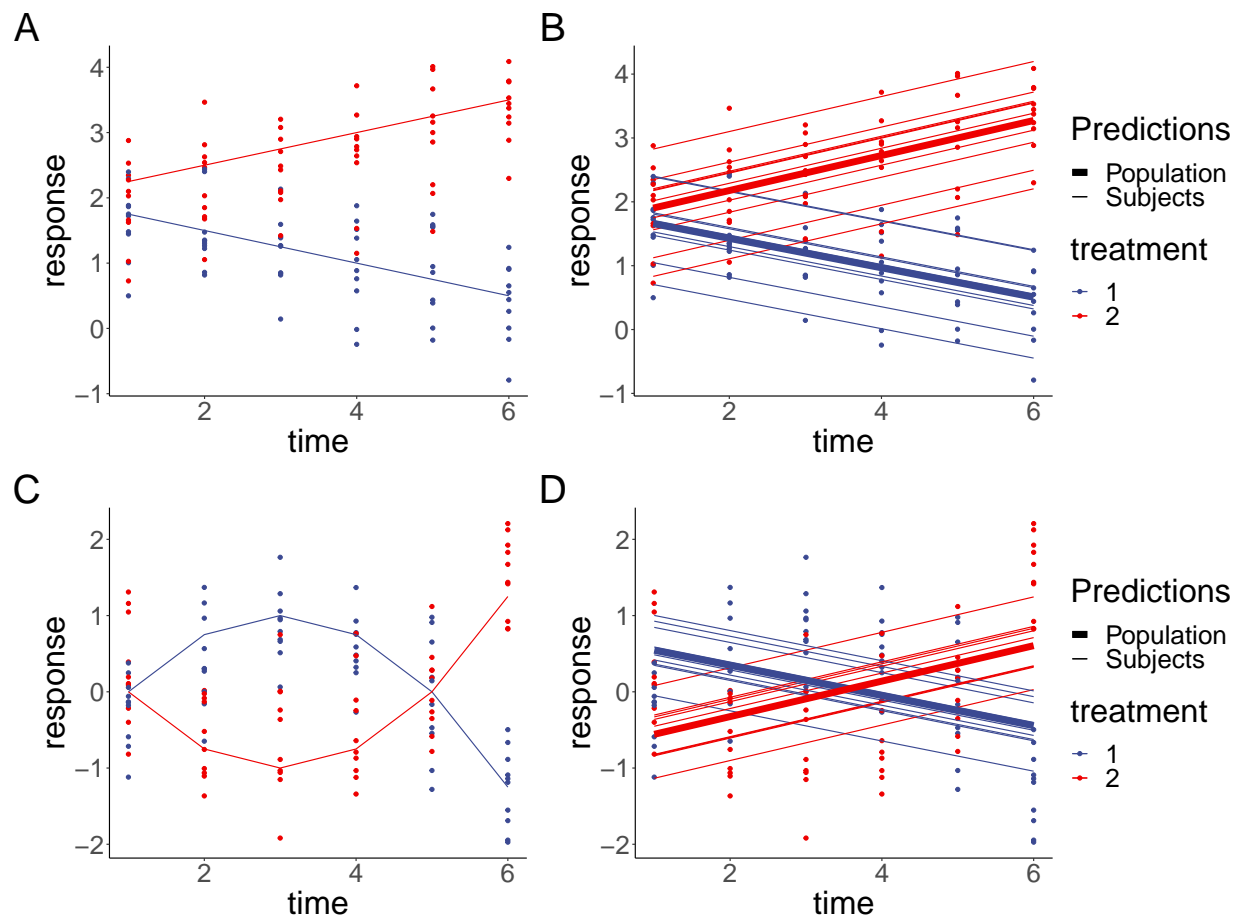 A
response
4
3
2
1
0
–1
2
4
6
time
B
response
4
3
2
1
0
–1
2
4
6
time
Predictions
Population
Subjects
treatment
1
2
C
response
2
1
0
–1
–2
2
4
6
time
D
response
2
1
0
–1
–2
2
4
6
time
Predictions
Population
Subjects
treatment
1
2